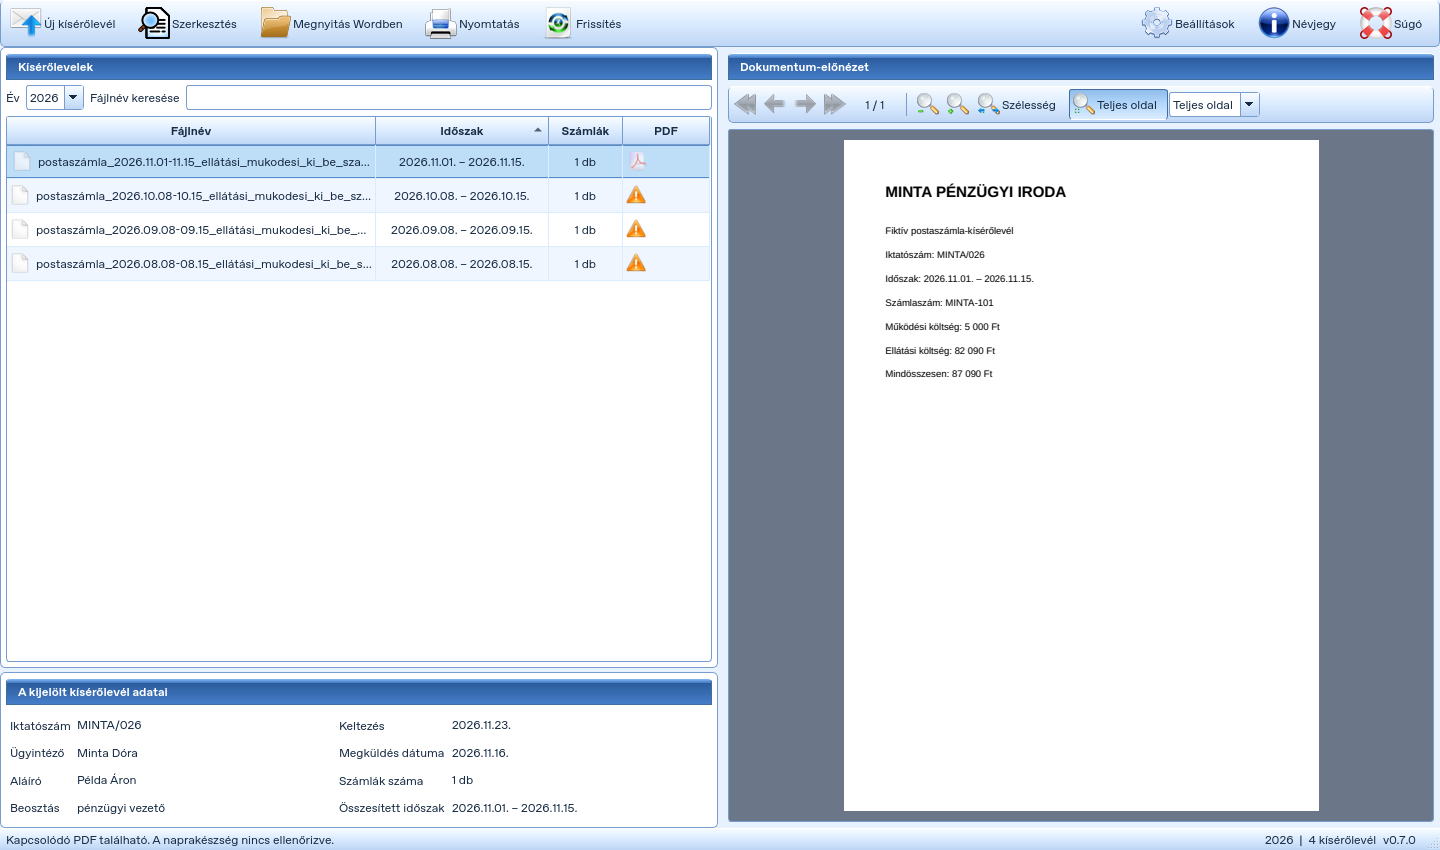 Új kísérőlevél Szerkesztés Megnyitás Wordben Nyomtatás Frissítés Beállítások Névjegy Súgó
Kísérőlevelek
Év 2026 Fájlnév keresése
Fájlnév Időszak Számlák PDF
postaszámla_2026.11.01-11.15_ellátási_mukodesi_ki_be_sza... 2026.11.01. – 2026.11.15. 1 db
postaszámla_2026.10.08-10.15_ellátási_mukodesi_ki_be_sz... 2026.10.08. – 2026.10.15. 1 db
postaszámla_2026.09.08-09.15_ellátási_mukodesi_ki_be_... 2026.09.08. – 2026.09.15. 1 db
postaszámla_2026.08.08-08.15_ellátási_mukodesi_ki_be_s... 2026.08.08. – 2026.08.15. 1 db
A kijelölt kísérőlevél adatai
Iktatószám MINTA/026 Keltezés 2026.11.23.
Ügyintéző Minta Dóra Megküldés dátuma 2026.11.16.
Aláíró Példa Áron Számlák száma 1 db
Beosztás pénzügyi vezető Összesített időszak 2026.11.01. – 2026.11.15.
Dokumentum-előnézet
1 / 1 Szélesség Teljes oldal Teljes oldal
MINTA PÉNZÜGYI IRODA
Fiktív postaszámla-kísérőlevél
Iktatószám: MINTA/026
Időszak: 2026.11.01. – 2026.11.15.
Számlaszám: MINTA-101
Működési költség: 5 000 Ft
Ellátási költség: 82 090 Ft
Mindösszesen: 87 090 Ft
Kapcsolódó PDF található. A naprakészség nincs ellenőrizve. 2026 | 4 kísérőlevél v0.7.0